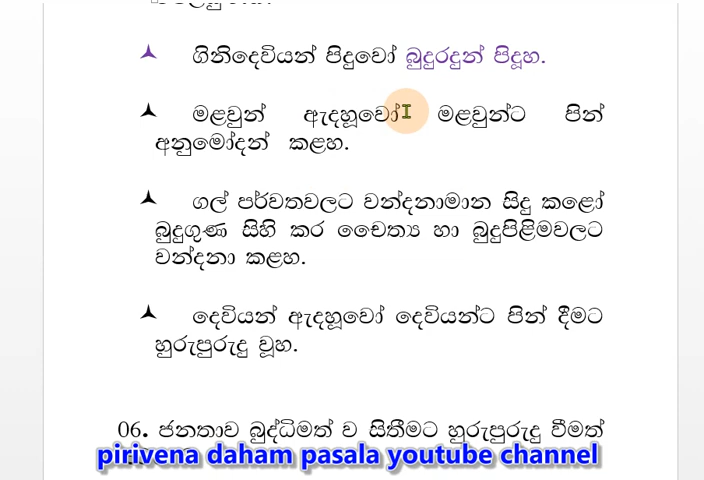 ගිනිදෙවියන් පිදුවෝ බුදුරදුන් පිදූහ.
මළවුන් ඇදහූවෝ මළවුන්ට පින්
අනුමෝදන් කළහ.
ගල් පර්වතවලට වන්දනාමාන සිදු කළෝ
බුදුගුණ සිහි කර චෛත්‍ය හා බුදුපිළිමවලට
වන්දනා කළහ.
දෙවියන් ඇදහූවෝ දෙවියන්ට පින් දීමට
හුරුපුරුදු වූහ.
06. ජනතාව බුද්ධිමත් ව සිතීමට හුරුපුරුදු වීමත්
pirivena daham pasala youtube channel